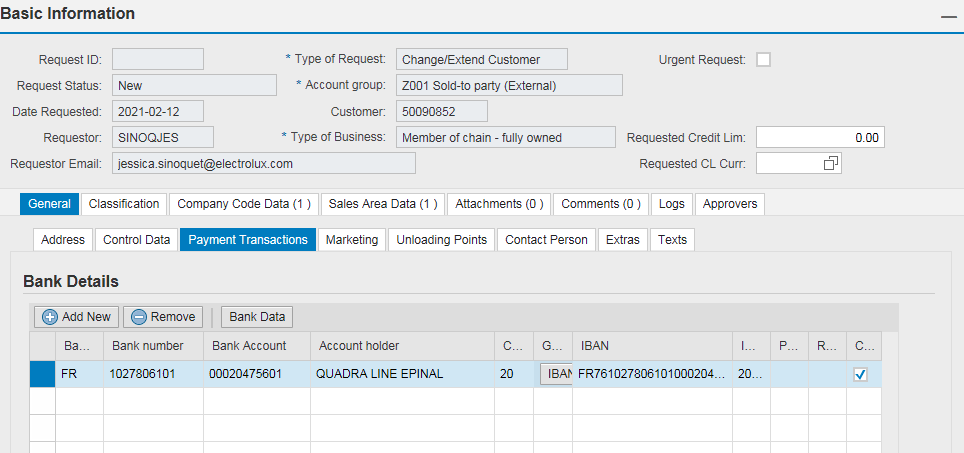 Basic Information
Request ID: * Type of Request: Change/Extend Customer Urgent Request:
Request Status: New * Account group: Z001 Sold-to party (External)
Date Requested: 2021-02-12 Customer: 50090852
Requestor: SINOQJES * Type of Business: Member of chain - fully owned Requested Credit Lim: 0.00
Requestor Email: jessica.sinoquet@electrolux.com Requested CL Curr:
General Classification Company Code Data (1 ) Sales Area Data (1 ) Attachments (0 ) Comments (0 ) Logs Approvers
Address Control Data Payment Transactions Marketing Unloading Points Contact Person Extras Texts
Bank Details
Add New Remove Bank Data
Ba... Bank number Bank Account Account holder C... G... IBAN I... P... R... C...
FR 1027806101 00020475601 QUADRA LINE EPINAL 20 IBAN FR761027806101000204... 20...